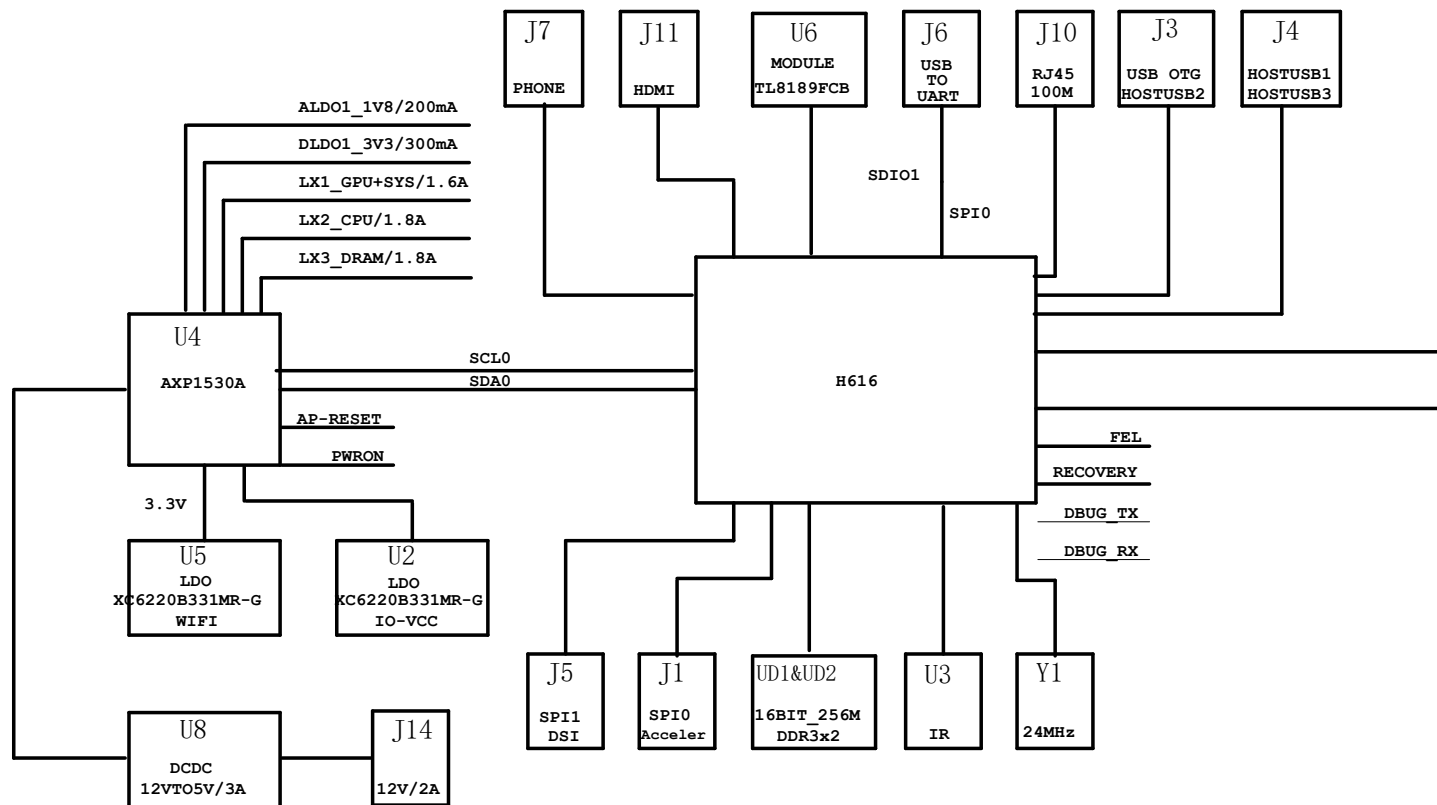 J7
PHONE
J11
HDMI
U6
MODULE
TL8189FCB
J6
USB
TO
UART
J10
RJ45
100M
J3
USB OTG
HOSTUSB2
J4
HOSTUSB1
HOSTUSB3
ALDO1_1V8/200mA
DLDO1_3V3/300mA
LX1_GPU+SYS/1.6A
LX2_CPU/1.8A
LX3_DRAM/1.8A
SDIO1
SPI0
U4
AXP1530A
SCL0
SDA0
H616
AP-RESET
PWRON
3.3V
FEL
RECOVERY
DBUG_TX
DBUG_RX
U5
LDO
XC6220B331MR-G
WIFI
U2
LDO
XC6220B331MR-G
IO-VCC
J5
SPI1
DSI
J1
SPI0
Acceler
UD1&UD2
16BIT_256M
DDR3x2
U3
IR
Y1
24MHz
U8
DCDC
12VTO5V/3A
J14
12V/2A